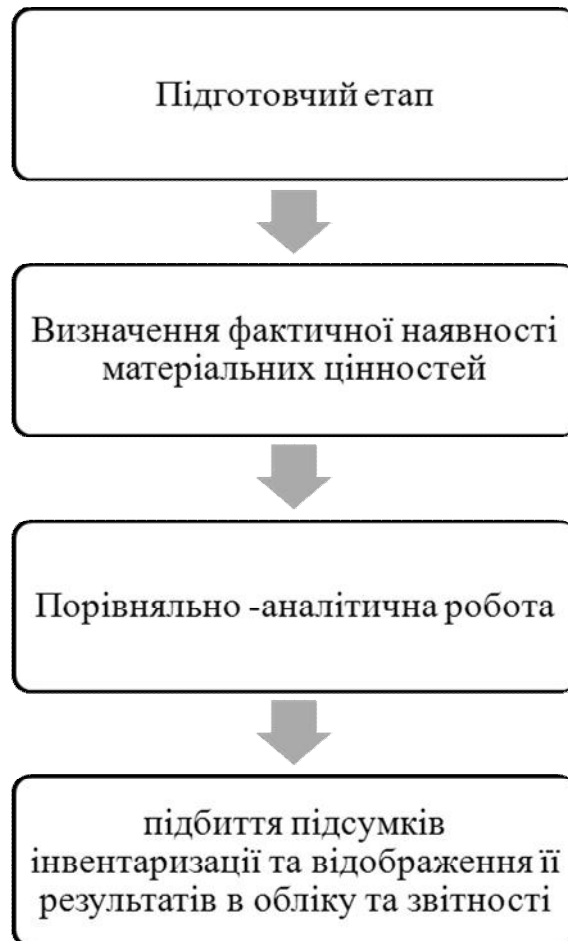 Підготовчий етап
Визначення фактичної наявності
матеріальних цінностей
Порівняльно -аналітична робота
підбиття підсумків
інвентаризації та відображення її
результатів в обліку та звітності